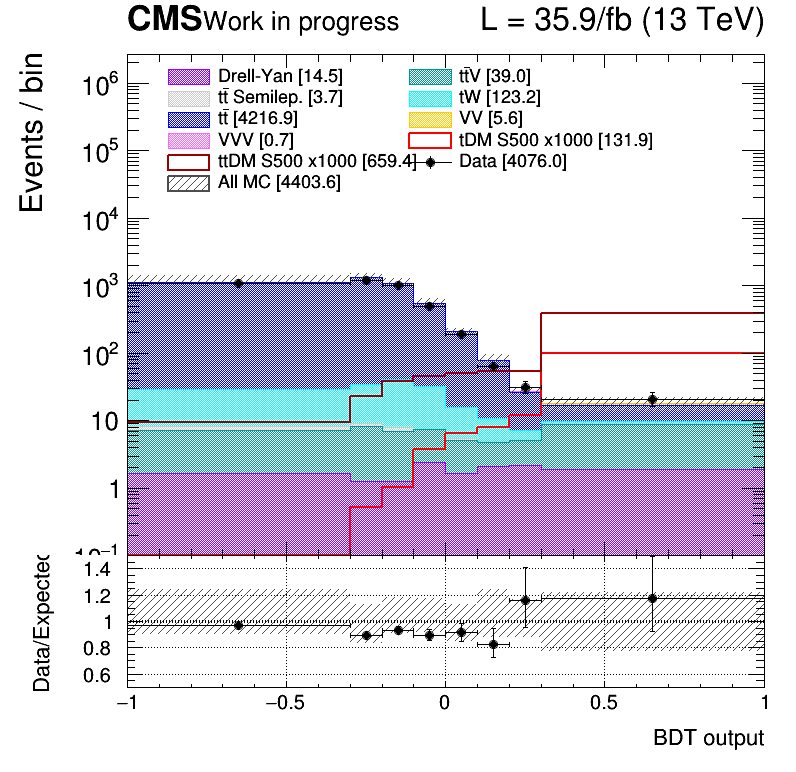 CMS Work in progress L = 35.9/fb (13 TeV)
Events / bin
Drell-Yan [14.5] tt̄V [39.0]
tt̄ Semilep. [3.7] tW [123.2]
tt̄ [4216.9] VV [5.6]
VVV [0.7] tDM S500 x1000 [131.9]
ttDM S500 x1000 [659.4] Data [4076.0]
All MC [4403.6]
10⁶
10⁵
10⁴
10³
10²
10
1
10⁻¹
Data/Expected
1.4
1.2
1
0.8
0.6
−1 −0.5 0 0.5 1
BDT output